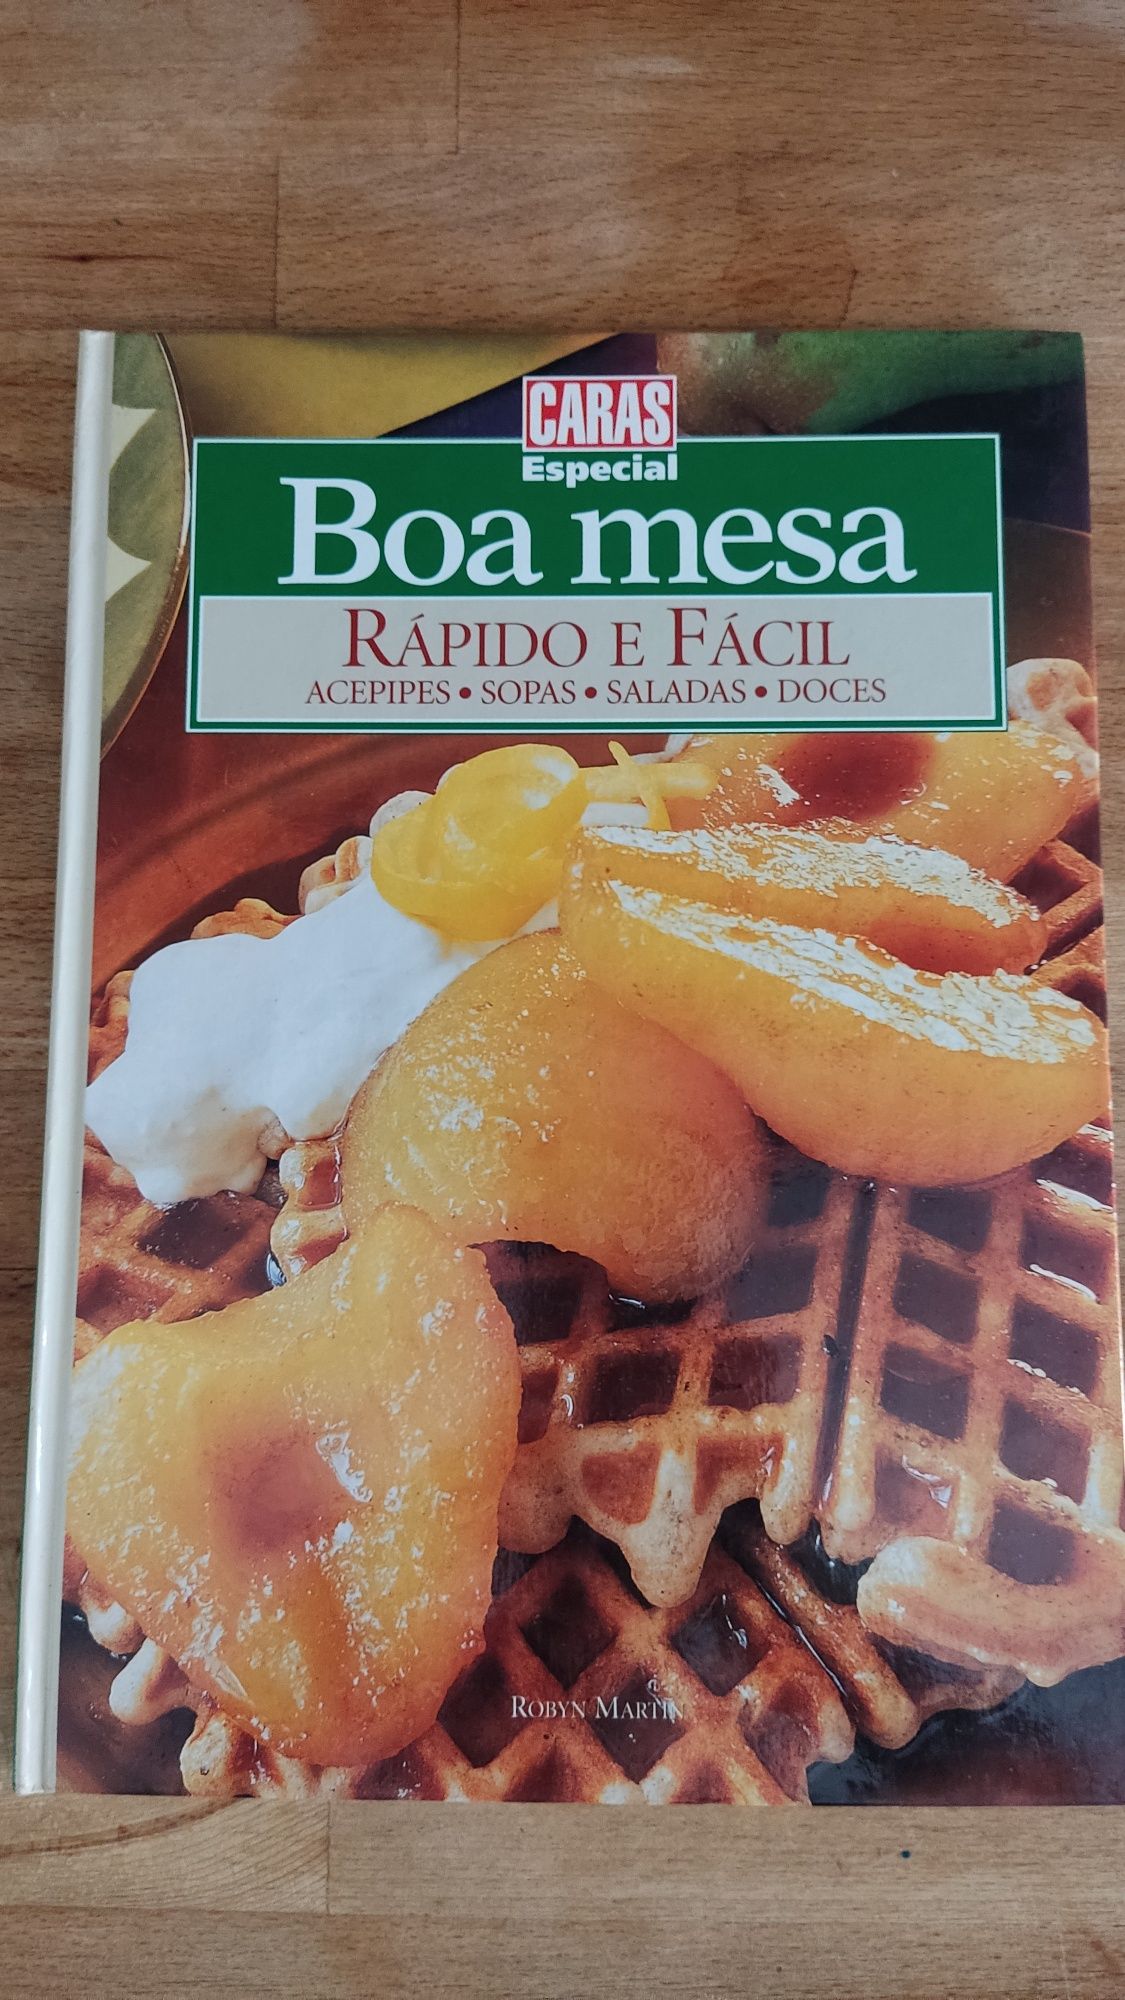 CARAS
Especial
Boa mesa
RÁPIDO E FÁCIL
ACEPIPES • SOPAS • SALADAS • DOCES
ROBYN MARTIN